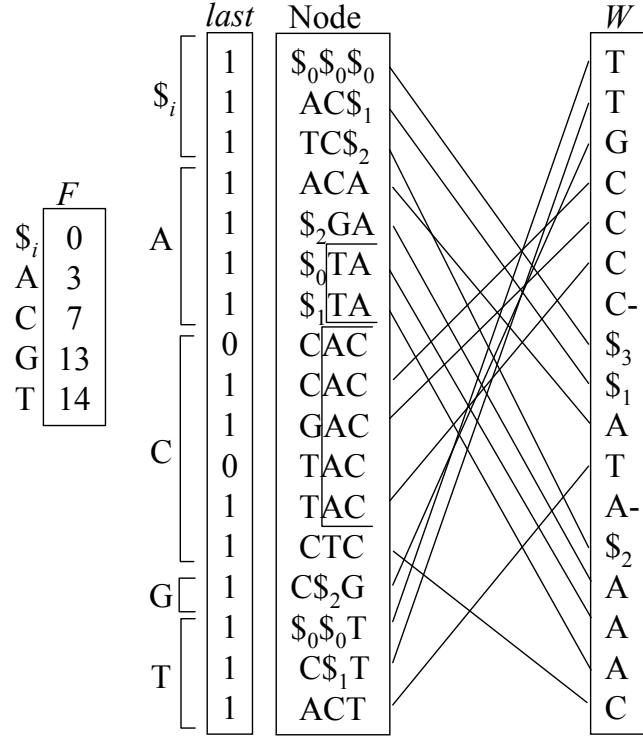 last Node W
$i 1 $0$0$0 T
1 AC$1 T
1 TC$2 G
A 1 ACA C
1 $2GA C
1 $0TA C
1 $1TA C-
C 0 CAC $3
1 CAC $1
1 GAC A
0 TAC T
1 TAC A-
1 CTC $2
G 1 C$2G A
T 1 $0$0T A
1 C$1T A
1 ACT C
F
$i 0
A 3
C 7
G 13
T 14